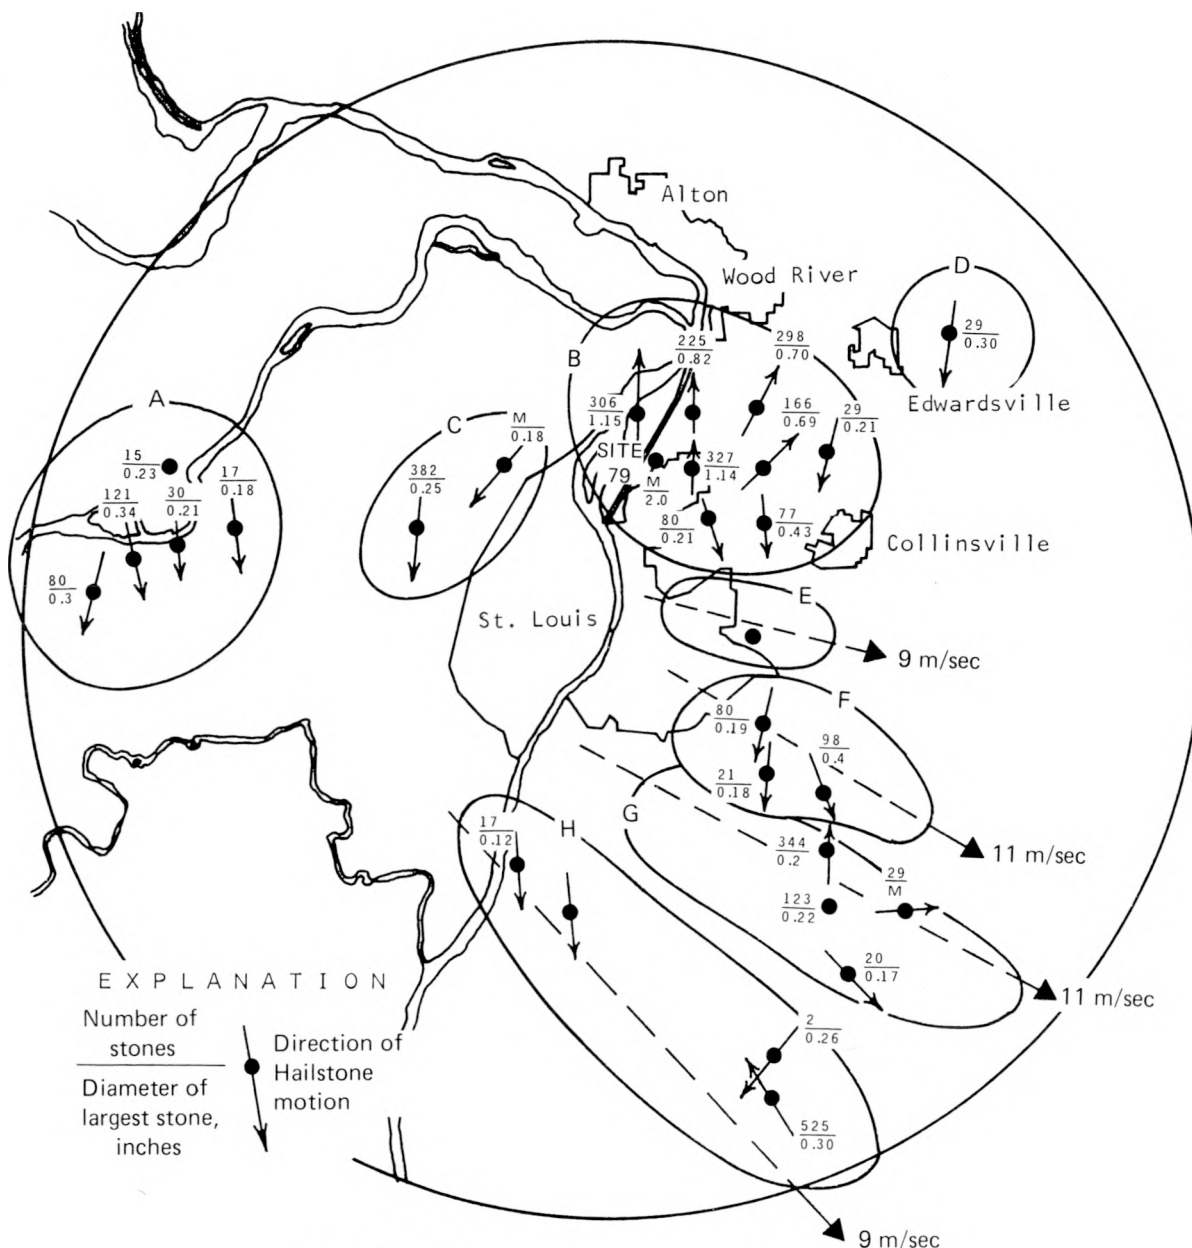 Alton
Wood River
D
29
0.30
Edwardsville
B
225
0.82
298
0.70
306
1.15
166
0.69
29
0.21
SITE
79
M
2.0
327
1.14
80
0.21
77
0.43
Collinsville
A
15
0.23
17
0.18
121
0.34
30
0.21
80
0.3
C
M
0.18
382
0.25
St. Louis
E
9 m/sec
F
80
0.19
98
0.4
21
0.18
11 m/sec
G
344
0.2
29
M
123
0.22
20
0.17
11 m/sec
H
17
0.12
2
0.26
525
0.30
9 m/sec
EXPLANATION
Number of
stones
Diameter of
largest stone,
inches
Direction of
Hailstone
motion